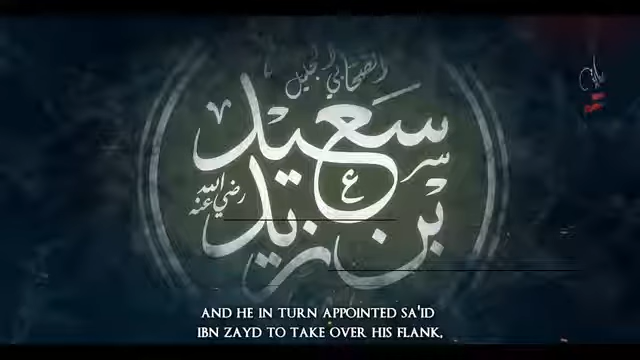 الصحابي الجليل
سعيد
بن زيد
رضي الله
عنه
AND HE IN TURN APPOINTED SA'ID
IBN ZAYD TO TAKE OVER HIS FLANK,